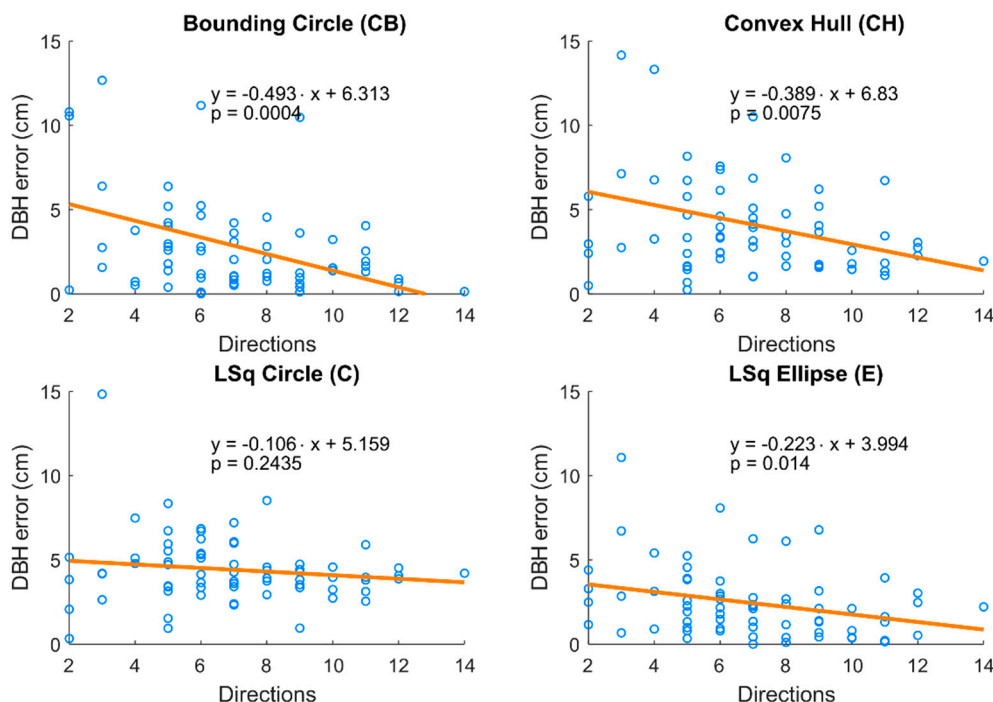 Bounding Circle (CB)
15
10
5
0
DBH error (cm)
y = -0.493· x + 6.313
p = 0.0004
2 4 6 8 10 12 14
Directions
Convex Hull (CH)
15
10
5
0
DBH error (cm)
y = -0.389· x + 6.83
p = 0.0075
2 4 6 8 10 12 14
Directions
LSq Circle (C)
15
10
5
0
DBH error (cm)
y = -0.106· x + 5.159
p = 0.2435
2 4 6 8 10 12 14
Directions
LSq Ellipse (E)
15
10
5
0
DBH error (cm)
y = -0.223· x + 3.994
p = 0.014
2 4 6 8 10 12 14
Directions